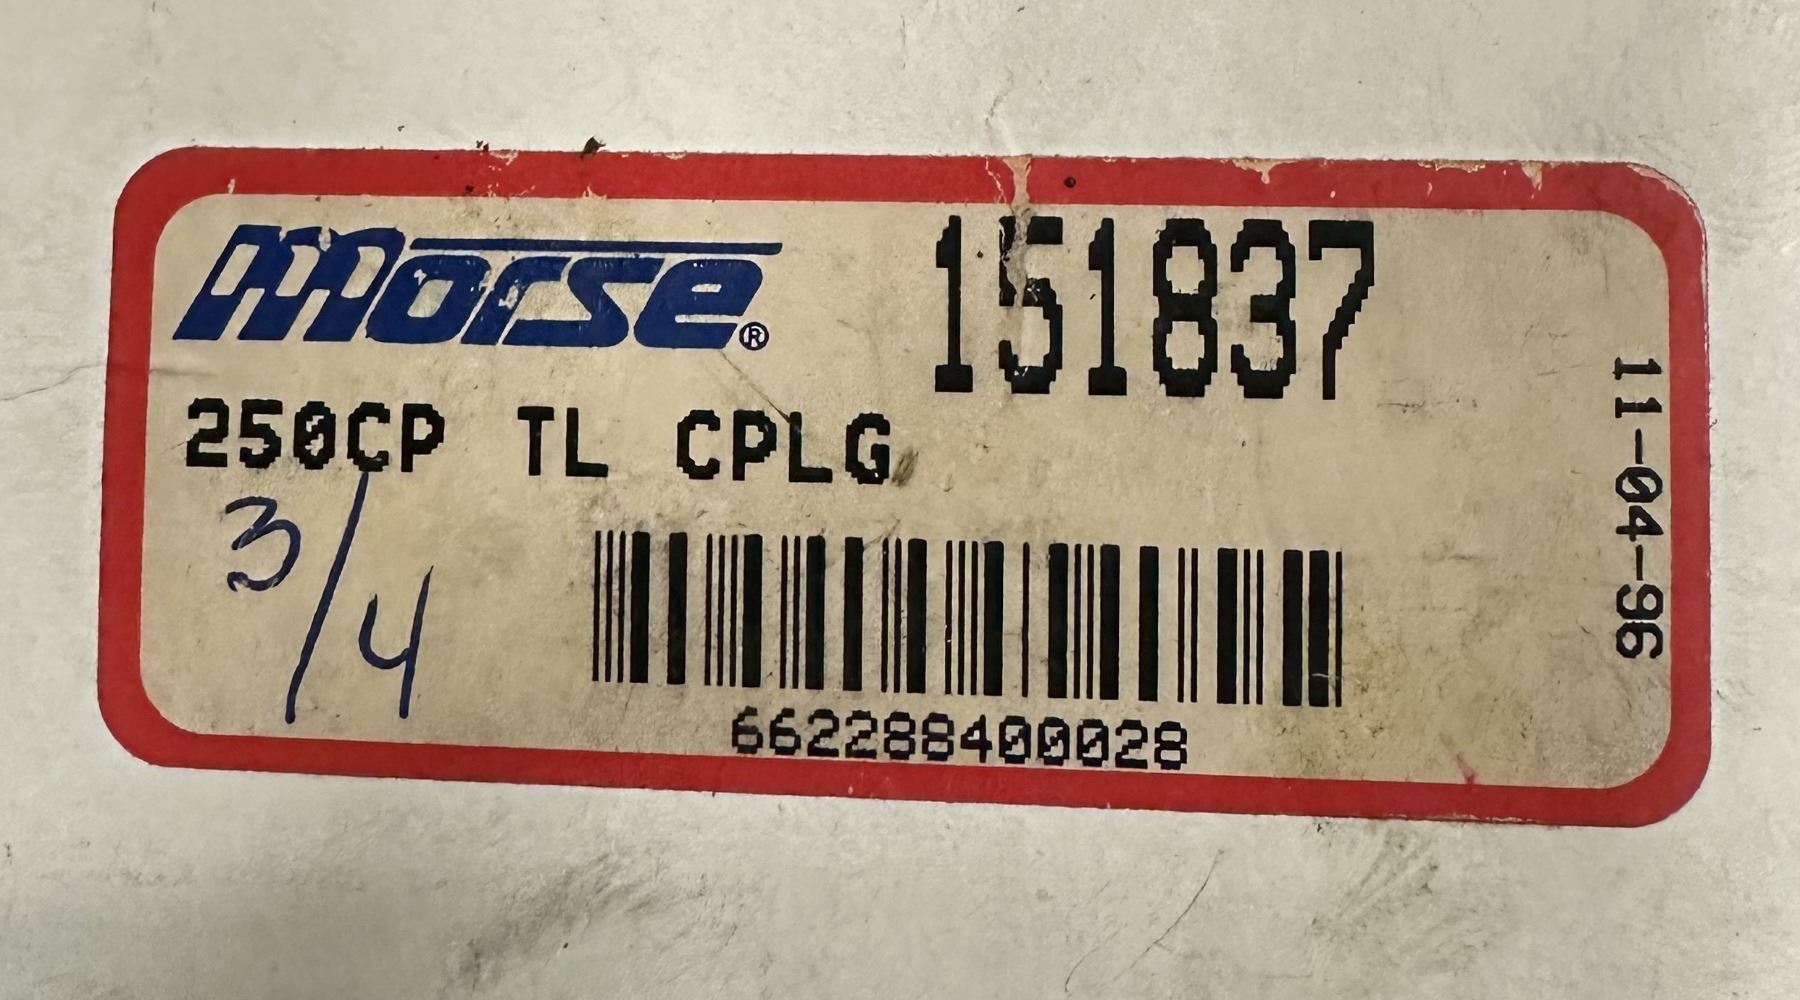 morse® 151837
250CP TL CPLG
3/4
662288400028
11-04-96